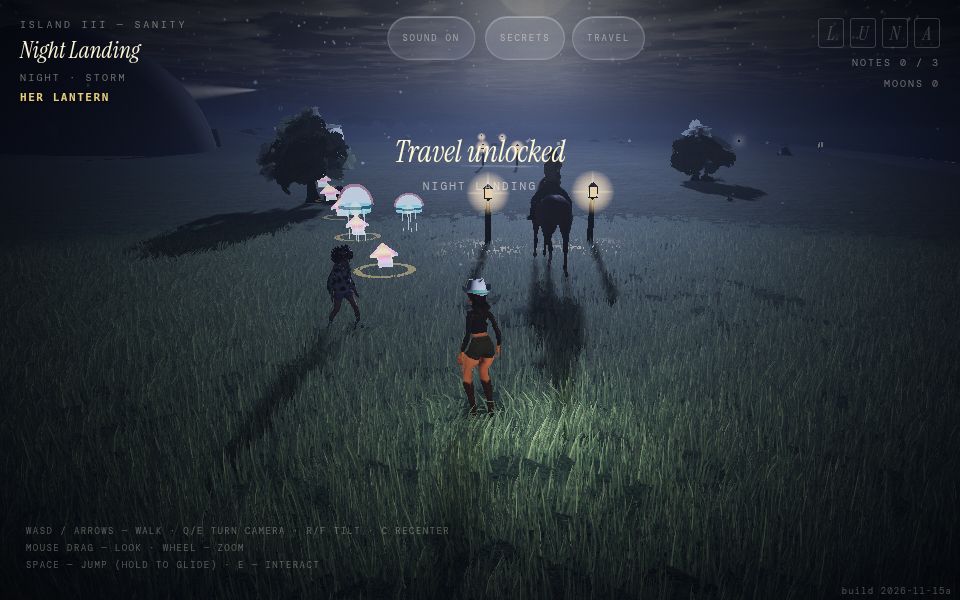 ISLAND III — SANITY
Night Landing
NIGHT · STORM
HER LANTERN
SOUND ON
SECRETS
TRAVEL
L U N A
NOTES 0 / 3
MOONS 0
Travel unlocked
NIGHT LANDING
WASD / ARROWS — WALK · Q/E TURN CAMERA · R/F TILT · C RECENTER
MOUSE DRAG — LOOK · WHEEL — ZOOM
SPACE — JUMP (HOLD TO GLIDE) · E — INTERACT
build 2026-11-15a